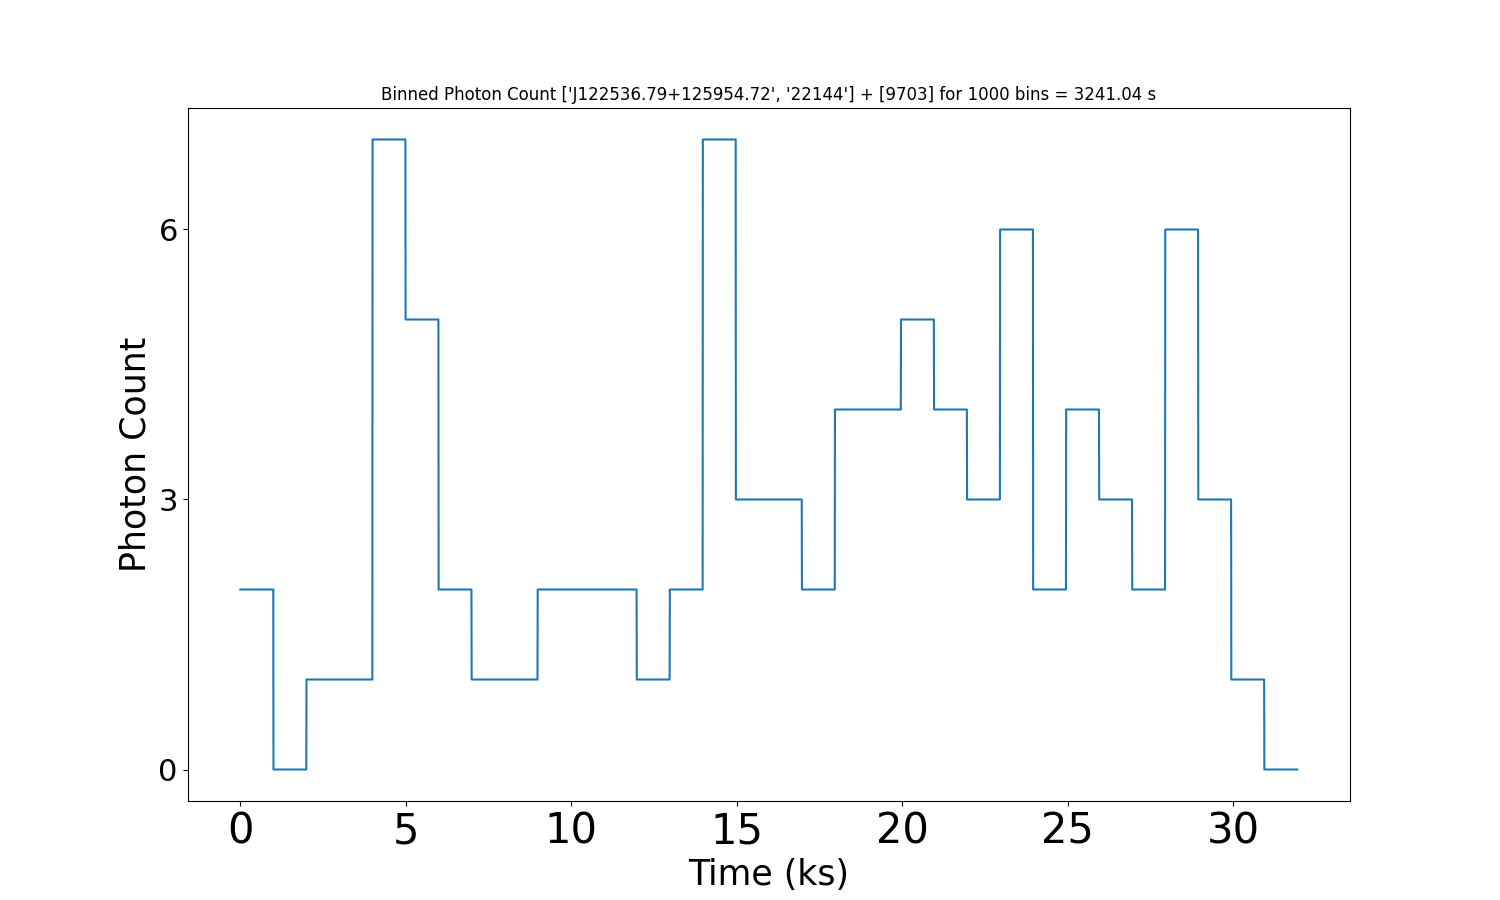 Binned Photon Count ['J122536.79+125954.72', '22144'] + [9703] for 1000 bins = 3241.04 s
Photon Count
6
3
0
0 5 10 15 20 25 30
Time (ks)